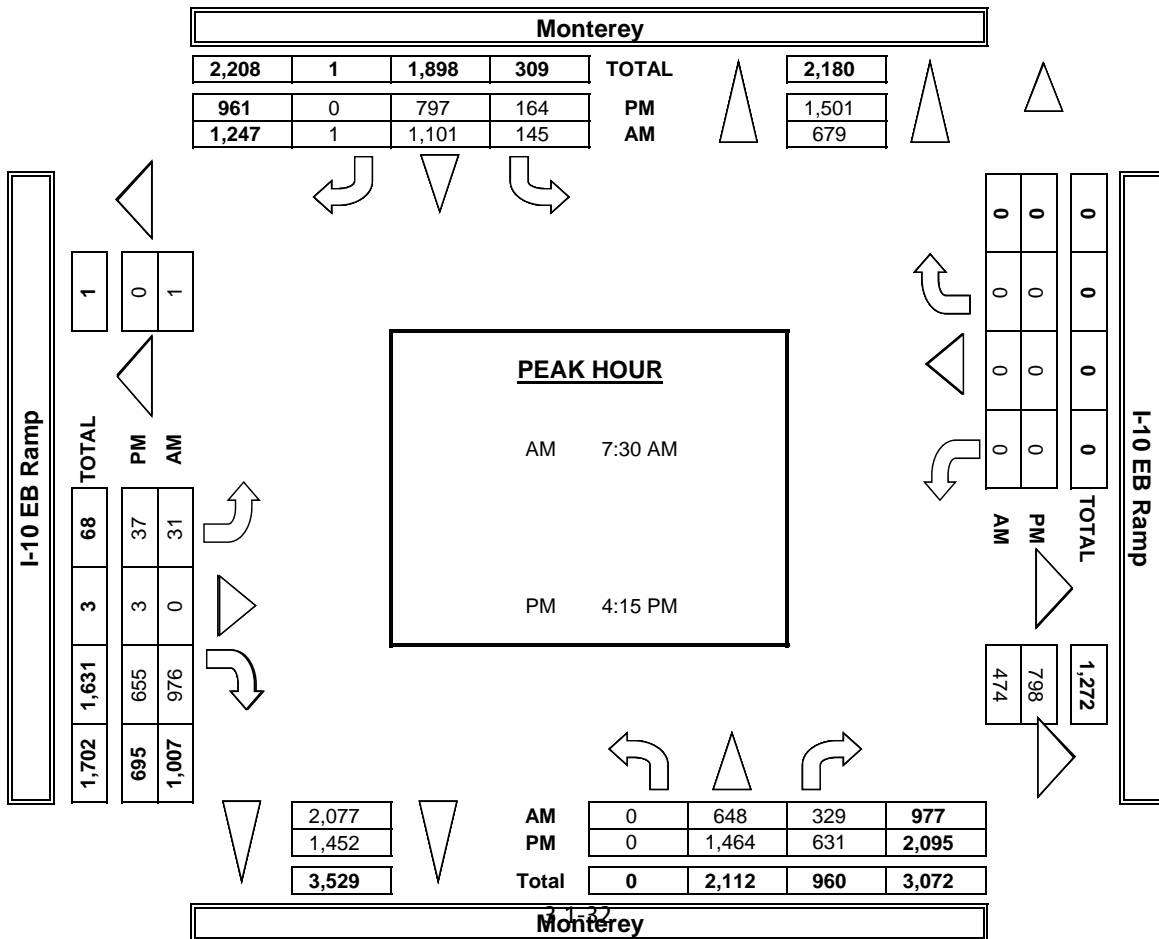 Monterey
2,208 1 1,898 309 TOTAL 2,180
961 0 797 164 PM 1,501
1,247 1 1,101 145 AM 679
I-10 EB Ramp
1 0 1
TOTAL PM AM
68 37 31
3 3 0
1,631 655 976
1,702 695 1,007
PEAK HOUR
AM 7:30 AM
PM 4:15 PM
0 0 0
0 0 0
0 0 0
0 0 0
AM PM TOTAL
474 798 1,272
I-10 EB Ramp
2,077 AM 0 648 329 977
1,452 PM 0 1,464 631 2,095
3,529 Total 0 2,112 960 3,072
Monterey
3.1-32